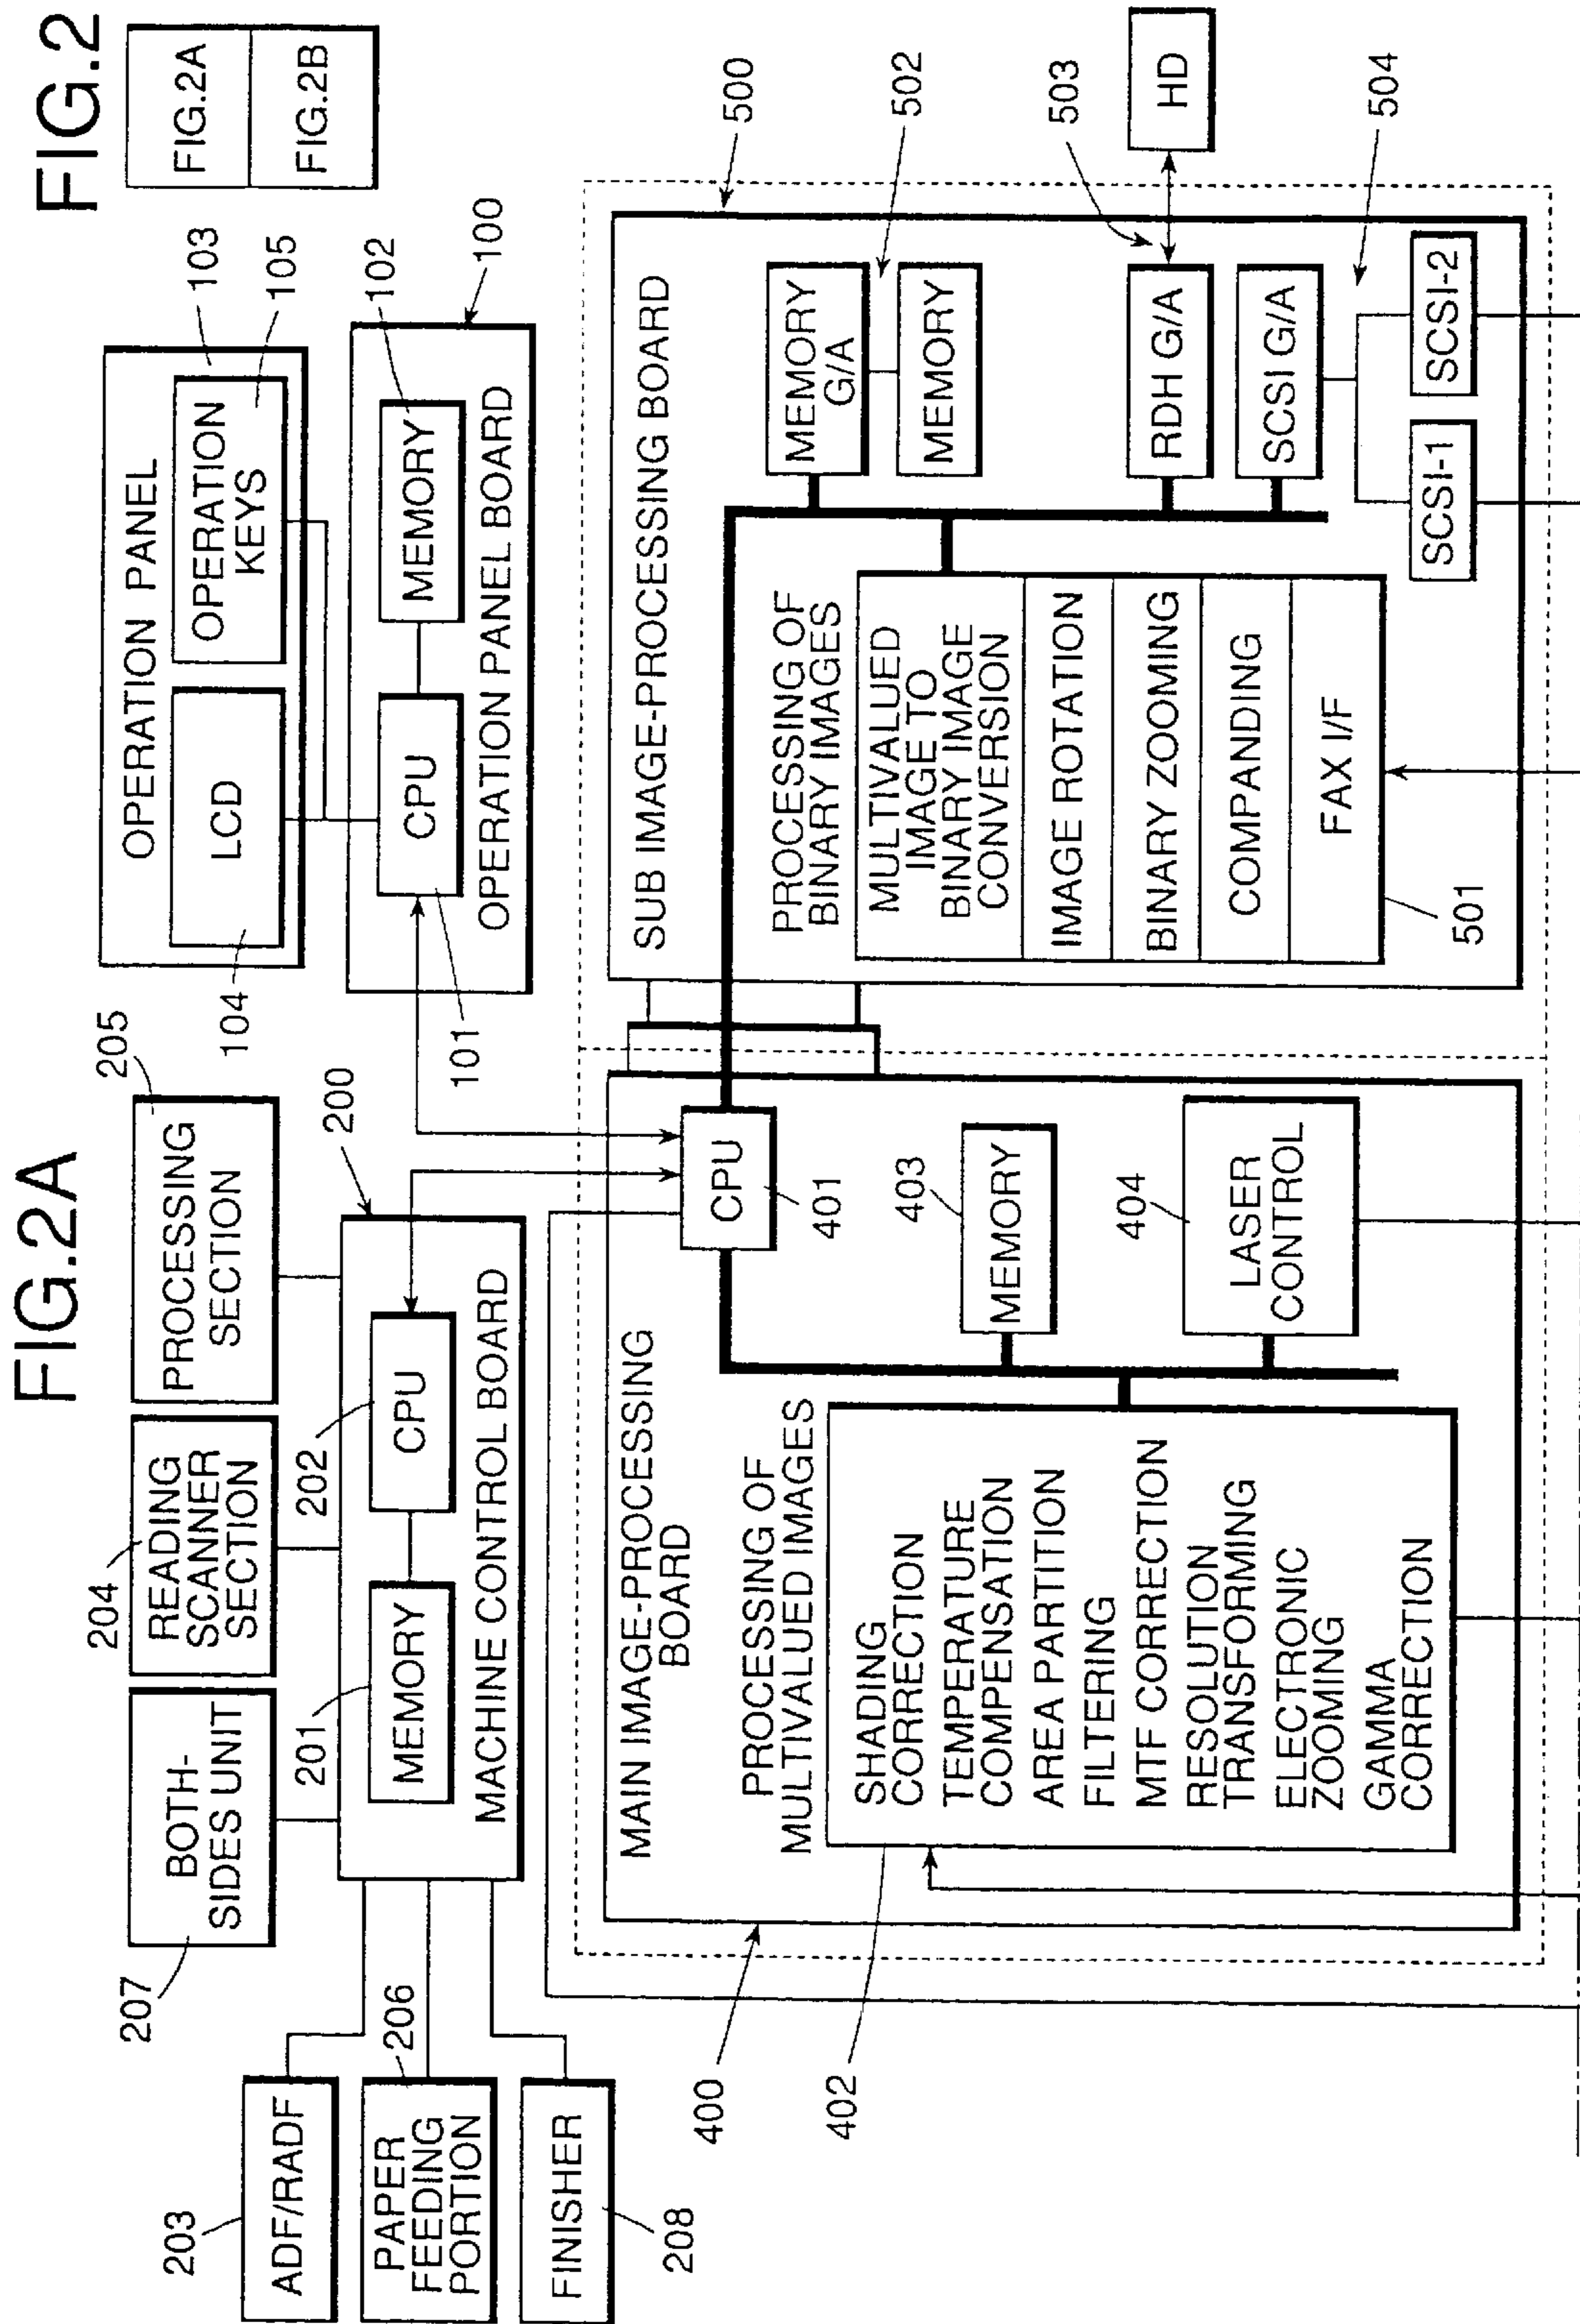 FIG.2A
FIG.2
FIG.2A
FIG.2B
203
ADF/RADF
PAPER
FEEDING
PORTION
206
FINISHER
208
207
BOTH-
SIDES UNIT
204
READING
SCANNER
SECTION
205
PROCESSING
SECTION
200
201
MEMORY
202
CPU
MACHINE CONTROL BOARD
OPERATION PANEL
103
104
LCD
OPERATION
KEYS
105
100
101
CPU
MEMORY
102
OPERATION PANEL BOARD
400
MAIN IMAGE-PROCESSING
BOARD
CPU
401
PROCESSING OF
MULTIVALUED IMAGES
402
SHADING
CORRECTION
TEMPERATURE
COMPENSATION
AREA PARTITION
FILTERING
MTF CORRECTION
RESOLUTION
TRANSFORMING
ELECTRONIC
ZOOMING
GAMMA
CORRECTION
403
MEMORY
404
LASER
CONTROL
500
SUB IMAGE-PROCESSING BOARD
PROCESSING OF
BINARY IMAGES
MULTIVALUED
IMAGE TO
BINARY IMAGE
CONVERSION
IMAGE ROTATION
BINARY ZOOMING
COMPANDING
FAX I/F
501
MEMORY
G/A
502
MEMORY
503
RDH G/A
HD
SCSI G/A
504
SCSI-1
SCSI-2